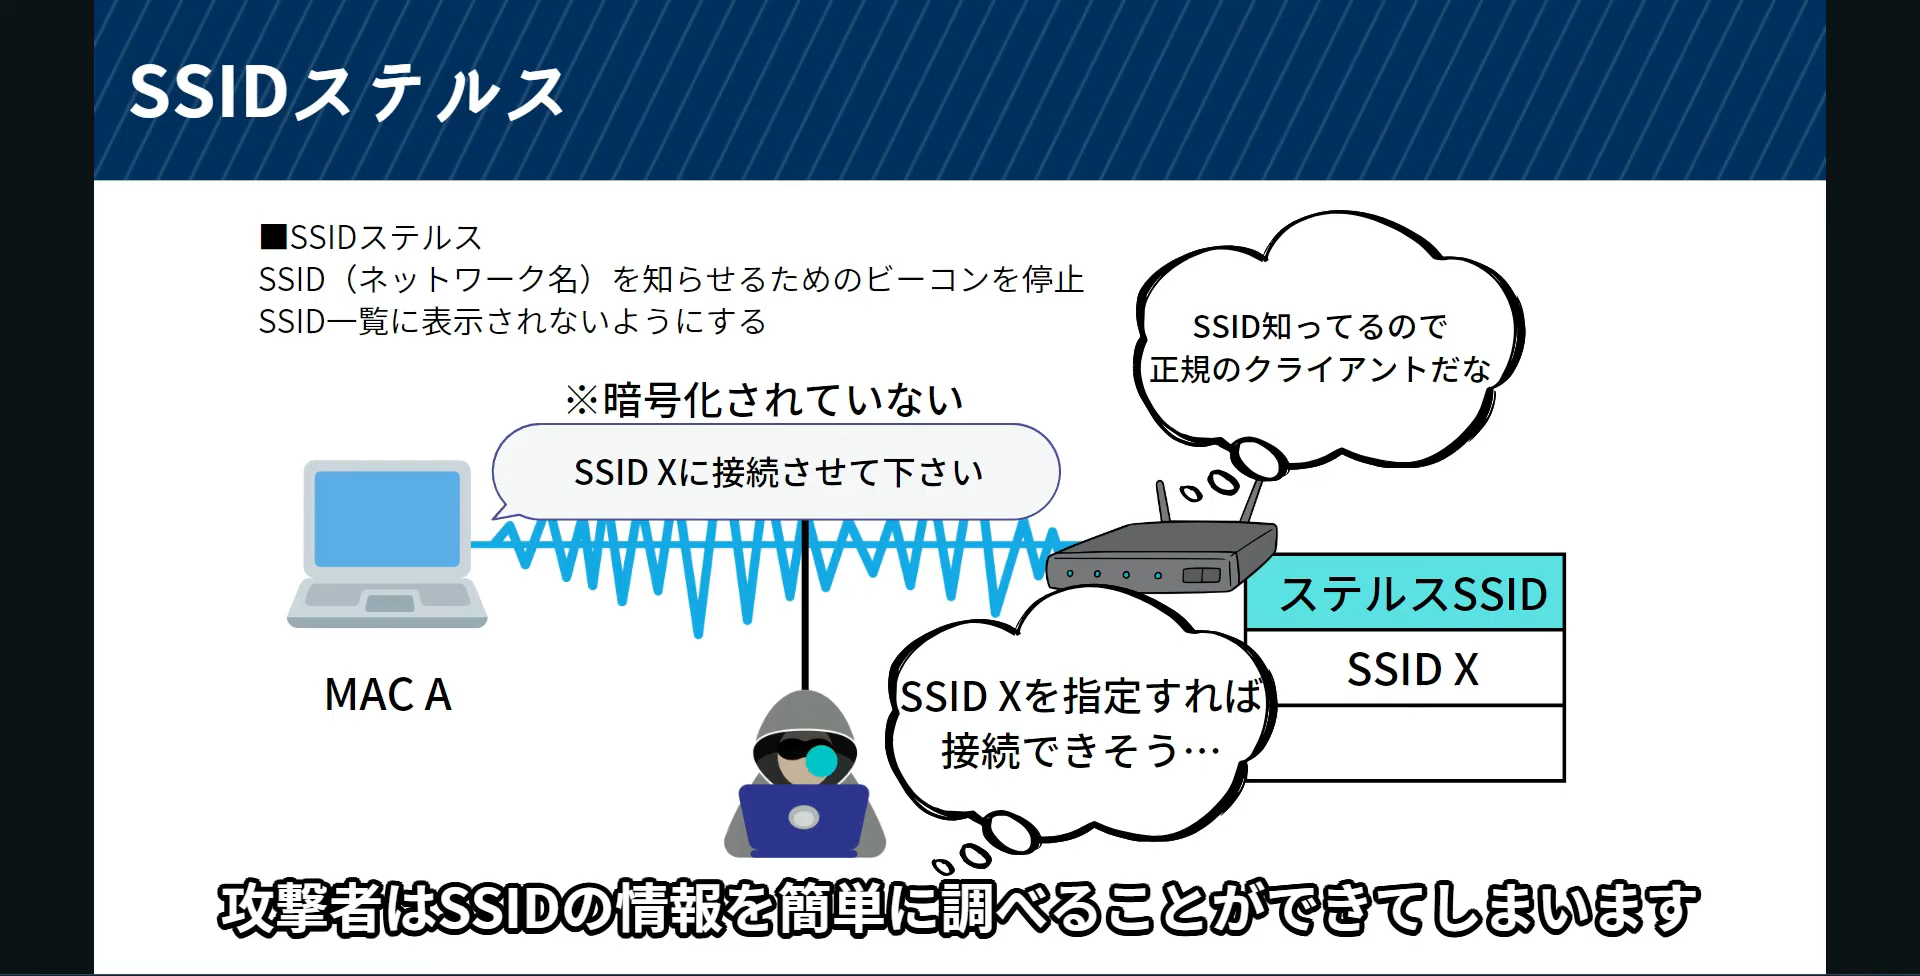 SSIDステルス
■SSIDステルス
SSID（ネットワーク名）を知らせるためのビーコンを停止
SSID一覧に表示されないようにする
SSID知ってるので
正規のクライアントだな
※暗号化されていない
SSID Xに接続させて下さい
ステルスSSID
SSID X
MAC A
SSID Xを指定すれば
接続できそう…
攻撃者はSSIDの情報を簡単に調べることができてしまいます